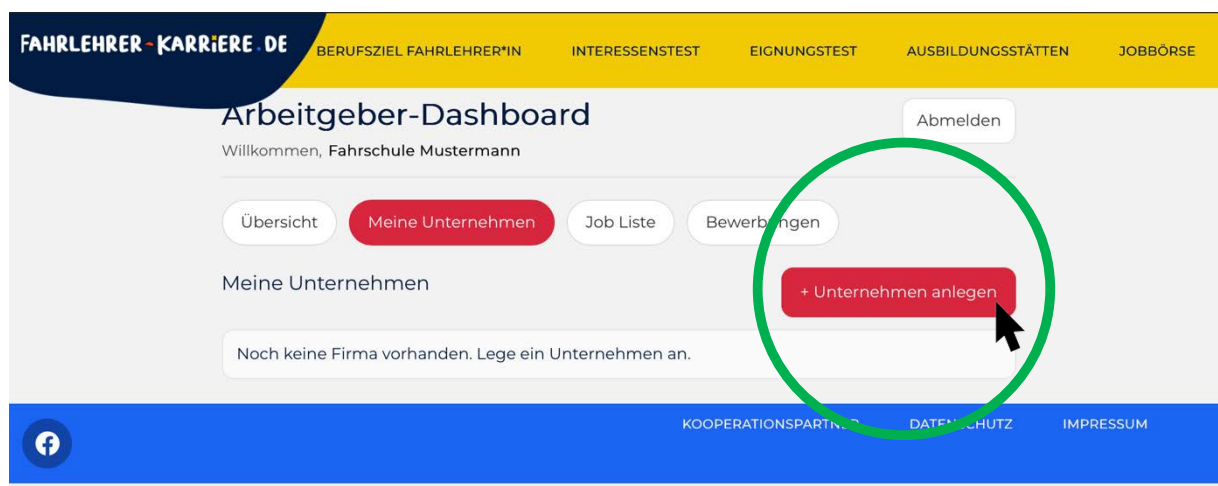 FAHRLEHRER-KARRiERE.DE
BERUFSZIEL FAHRLEHRER*IN INTERESSENSTEST EIGNUNGSTEST AUSBILDUNGSSTÄTTEN JOBBÖRSE
Arbeitgeber-Dashboard
Abmelden
Willkommen, Fahrschule Mustermann
Übersicht Meine Unternehmen Job Liste Bewerbungen
Meine Unternehmen
+ Unternehmen anlegen
Noch keine Firma vorhanden. Lege ein Unternehmen an.
KOOPERATIONSPARTNER DATENSCHUTZ IMPRESSUM